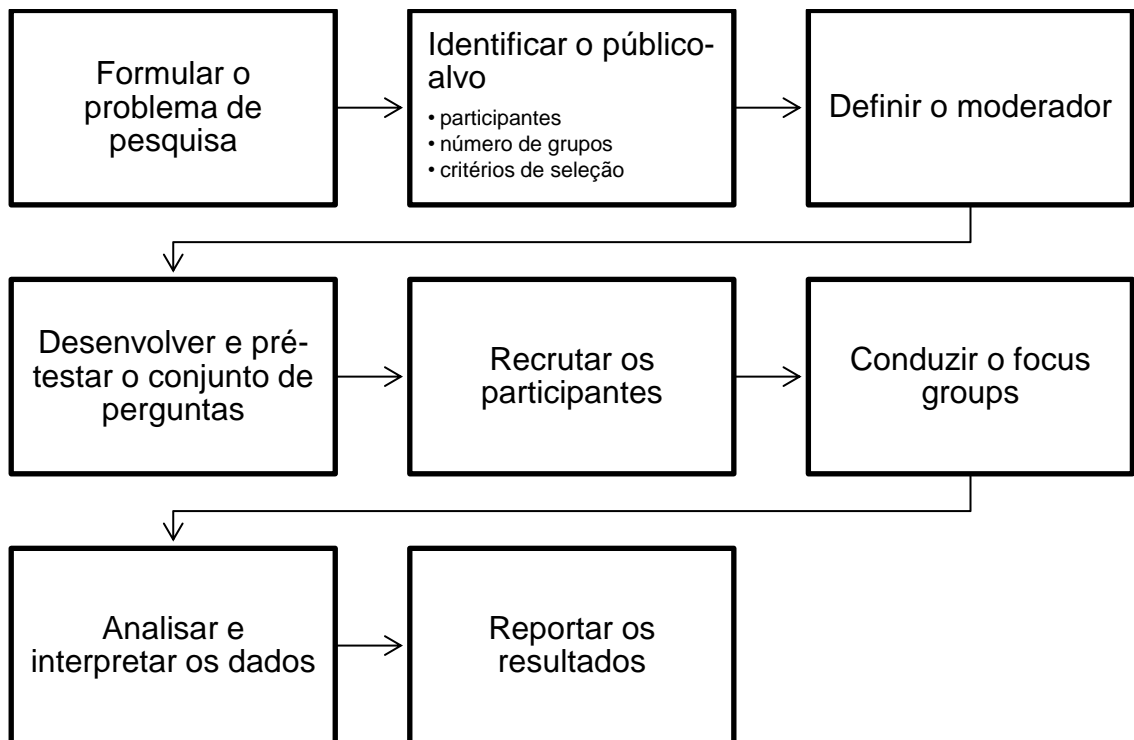 Formular o
problema de
pesquisa
Identificar o público-
alvo
• participantes
• número de grupos
• critérios de seleção
Definir o moderador
Desenvolver e pré-
testar o conjunto de
perguntas
Recrutar os
participantes
Conduzir o focus
groups
Analisar e
interpretar os dados
Reportar os
resultados